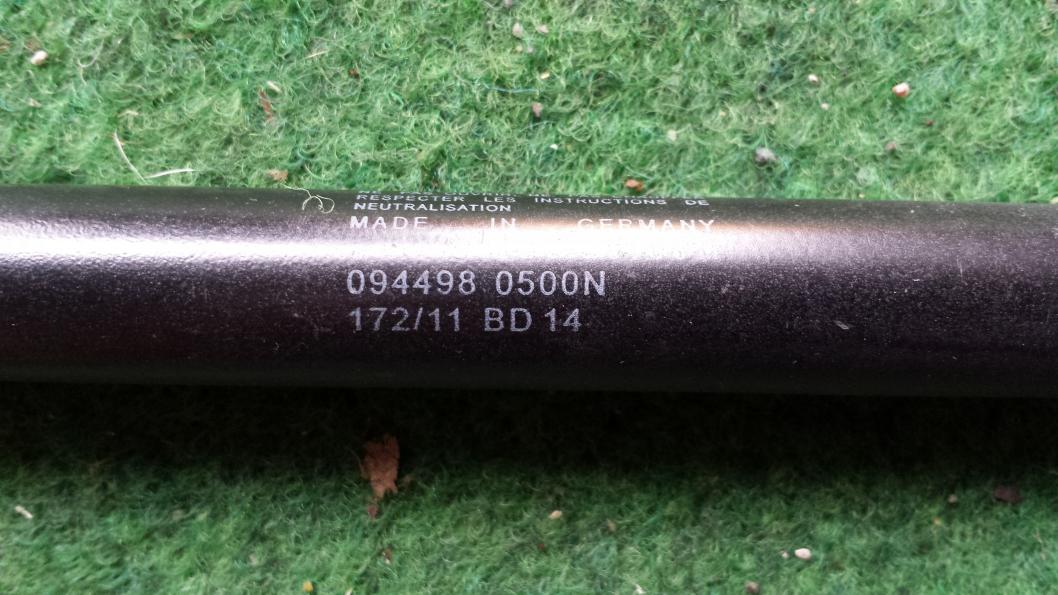 RESPECTER LES INSTRUCTIONS DE
NEUTRALISATION
MADE IN GERMANY
094498 0500N
172/11 BD 14